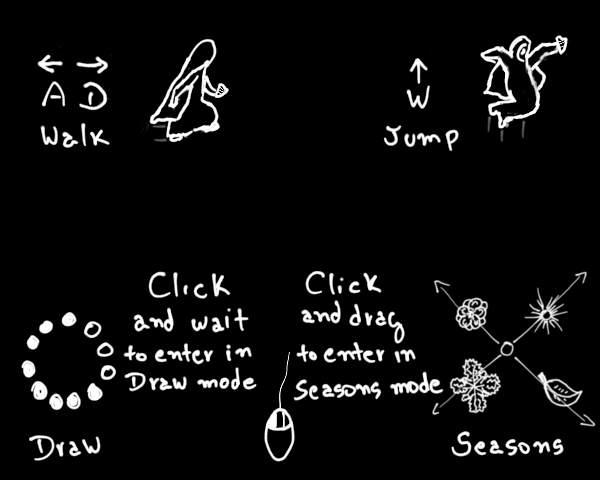 ← →
A D
Walk
↑
W
Jump
Click
and wait
to enter in
Draw mode
Click
and drag
to enter in
Seasons mode
Draw
Seasons